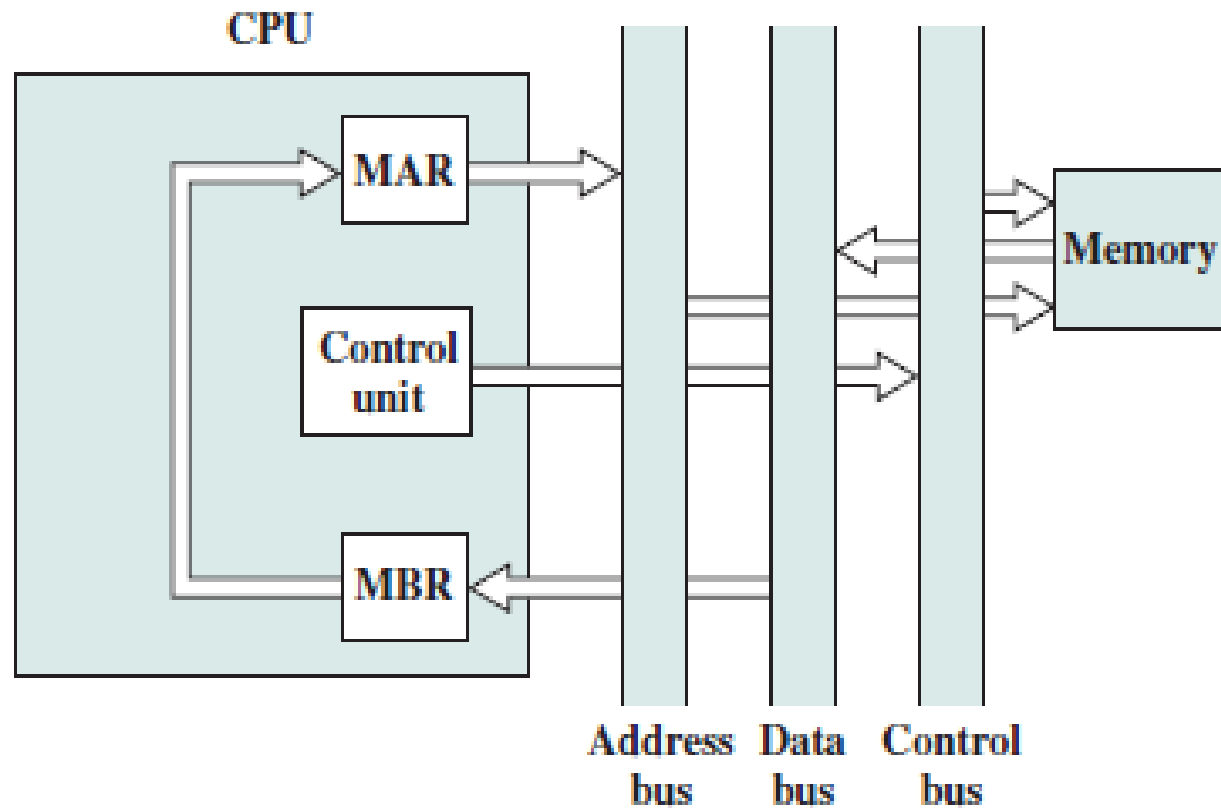 CPU
MAR
Memory
Control
unit
MBR
Address
bus
Data
bus
Control
bus